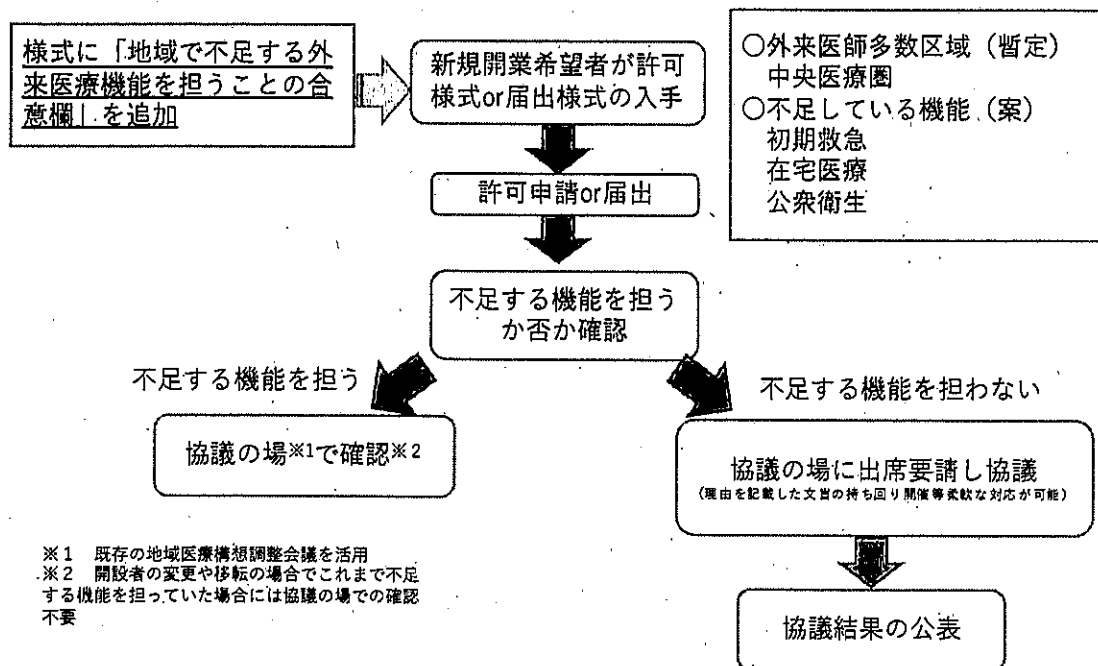 様式に「地域で不足する外
来医療機能を担うことの合
意欄」を追加
新規開業希望者が許可
様式or届出様式の入手
〇外来医師多数区域（暫定）
中央医療圏
〇不足している機能（案）
初期救急
在宅医療
公衆衛生
許可申請or届出
不足する機能を担う
か否か確認
不足する機能を担う
不足する機能を担わない
協議の場※1で確認※2
協議の場に出席要請し協議
（理由を記載した文書の持ち回り開催等柔軟な対応が可能）
※1　既存の地域医療構想調整会議を活用
※2　開設者の変更や移転の場合でこれまで不足
する機能を担っていた場合には協議の場での確認
不要
協議結果の公表